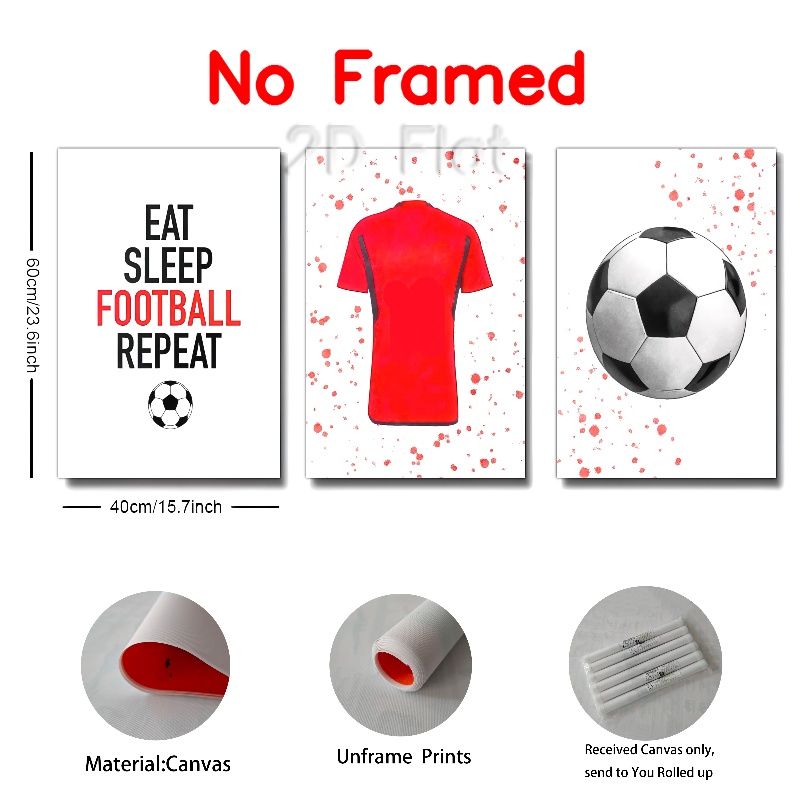 No Framed
2D Flat
EAT
SLEEP
FOOTBALL
REPEAT
60cm/23.6inch
40cm/15.7inch
Material:Canvas
Unframe Prints
Received Canvas only,
send to You Rolled up